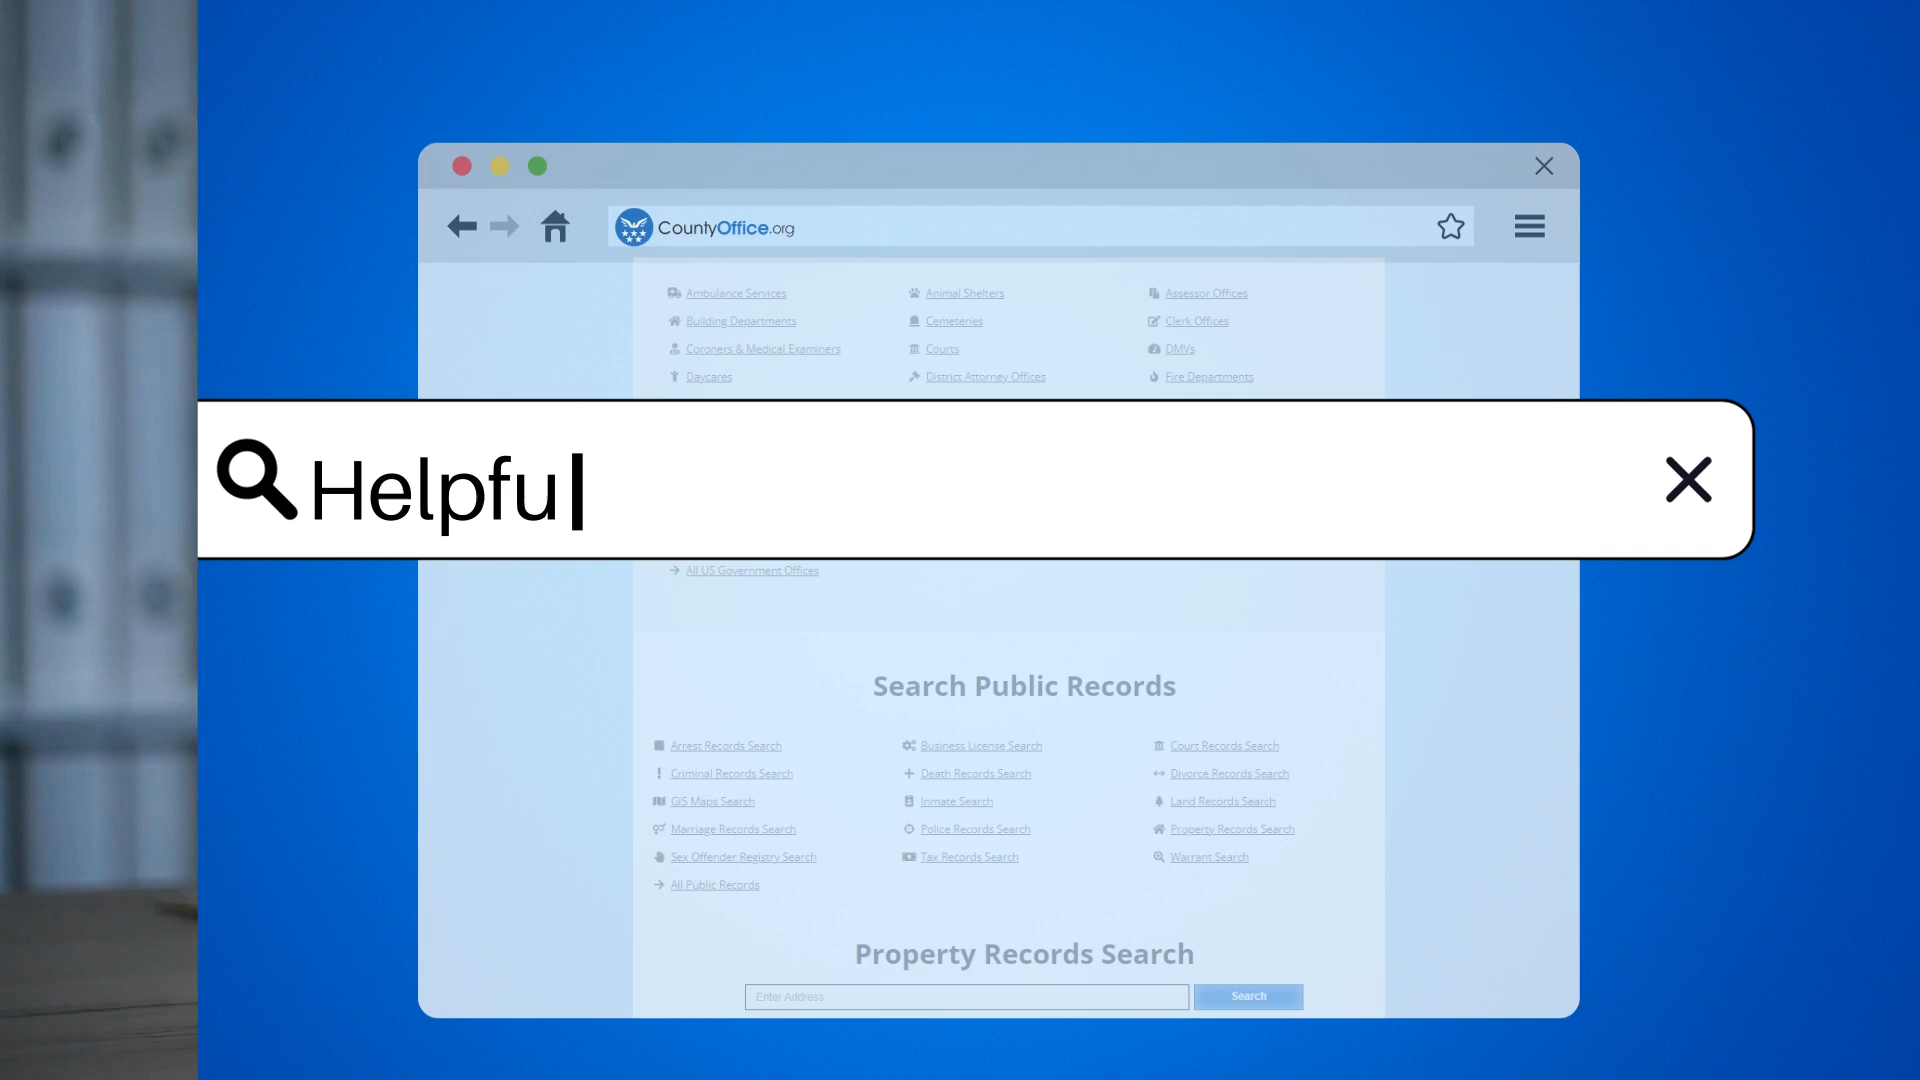 CountyOffice.org
Ambulance Services Animal Shelters Assessor Offices
Building Departments Cemeteries Clerk Offices
Coroners & Medical Examiners Courts DMVs
Daycares District Attorney Offices Fire Departments
Helpfu
All US Government Offices
Search Public Records
Arrest Records Search Business License Search Court Records Search
Criminal Records Search Death Records Search Divorce Records Search
GIS Maps Search Inmate Search Land Records Search
Marriage Records Search Police Records Search Property Records Search
Sex Offender Registry Search Tax Records Search Warrant Search
All Public Records
Property Records Search
Enter Address Search